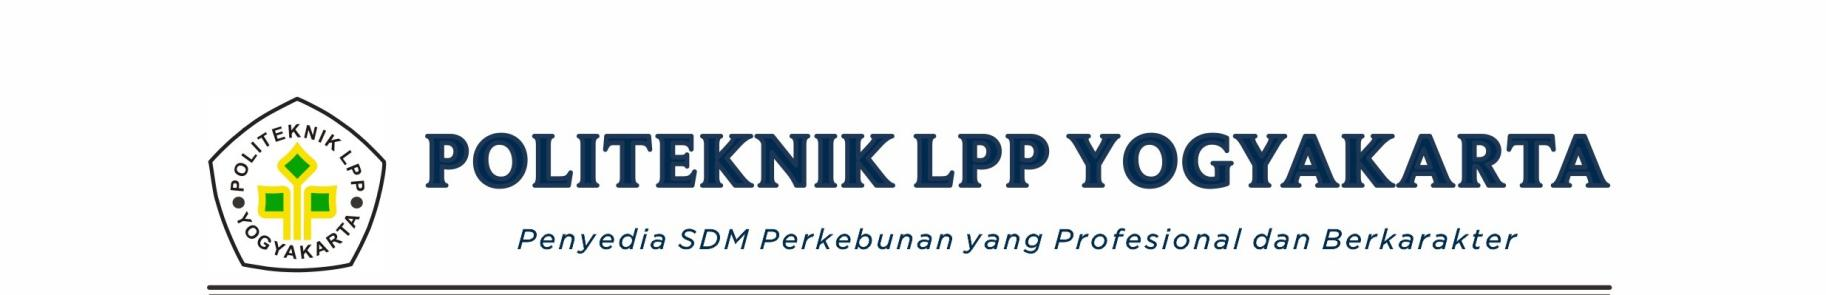 POLITEKNIK LPP
YOGYAKARTA
POLITEKNIK LPP YOGYAKARTA
Penyedia SDM Perkebunan yang Profesional dan Berkarakter